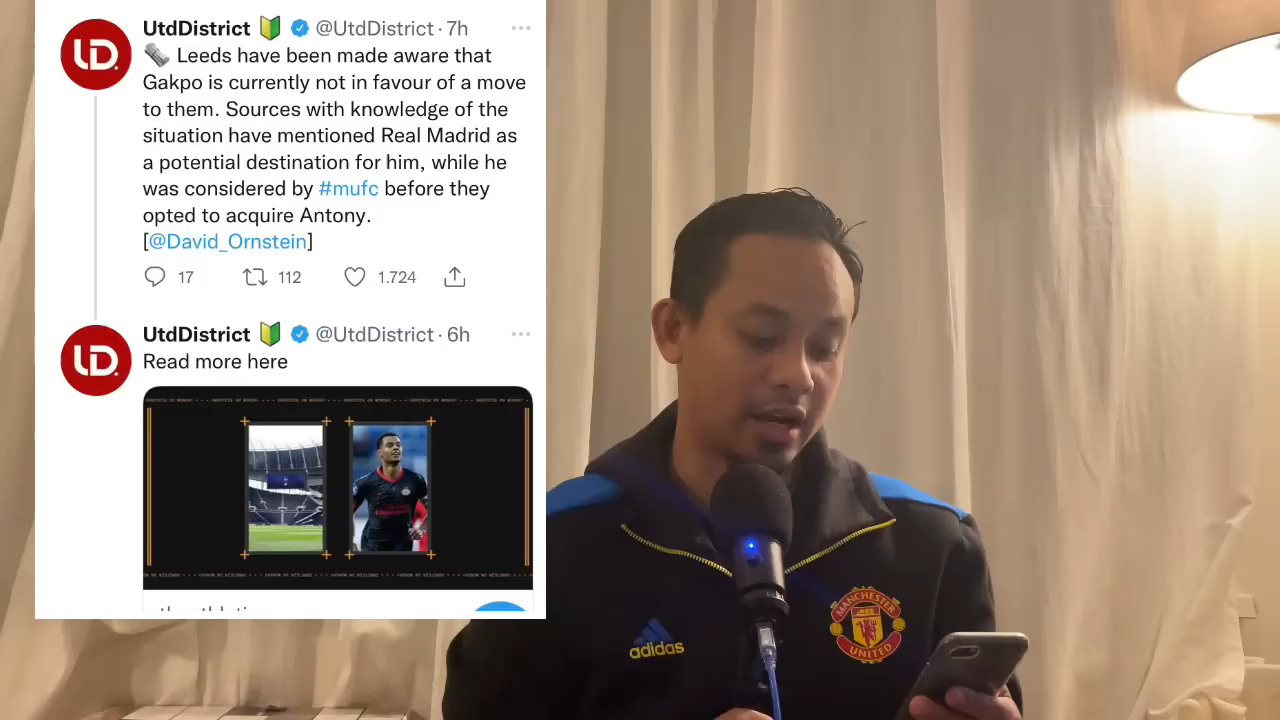 UtdDistrict @UtdDistrict · 7h
Leeds have been made aware that
Gakpo is currently not in favour of a move
to them. Sources with knowledge of the
situation have mentioned Real Madrid as
a potential destination for him, while he
was considered by #mufc before they
opted to acquire Antony.
[@David_Ornstein]
17 112 1.724
UtdDistrict @UtdDistrict · 6h
Read more here
adidas
MANCHESTER
UNITED